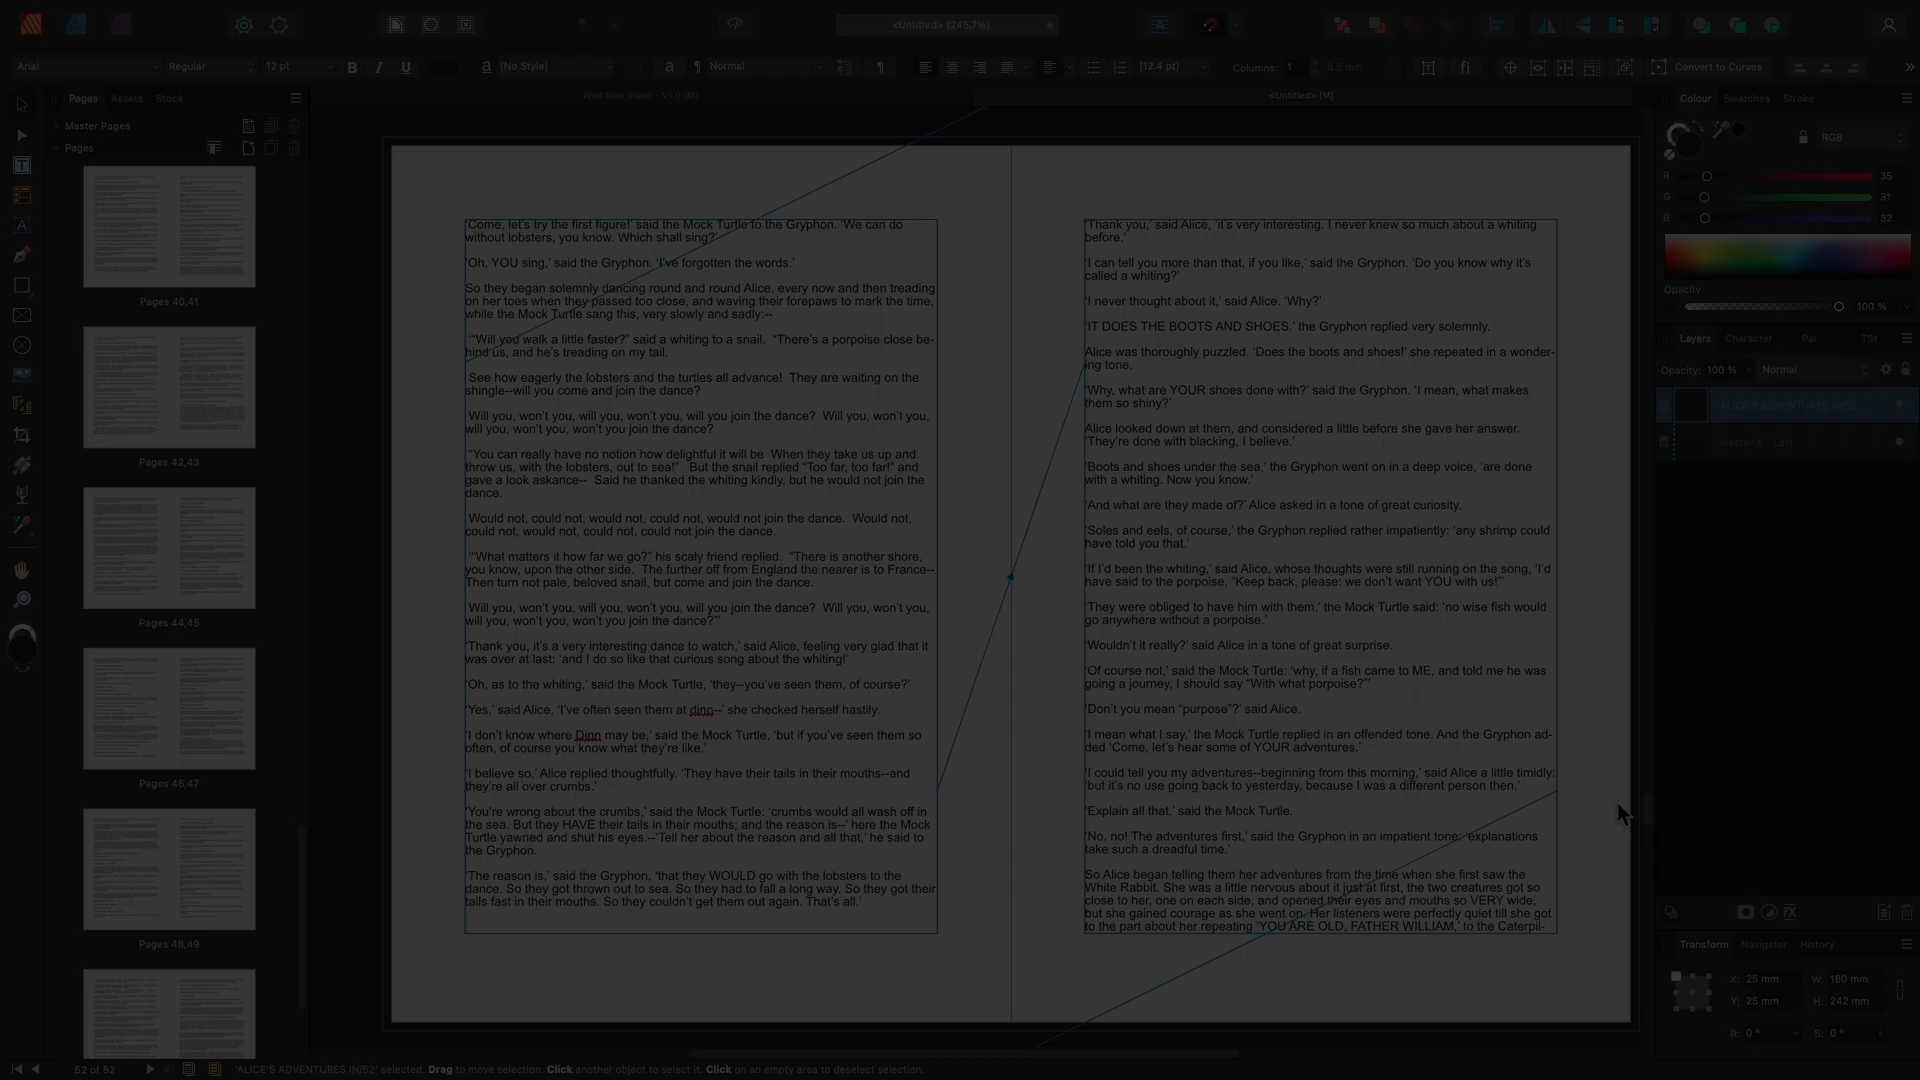 <Untitled> (245.7%)
Arial
Regular
12 pt
B I U
a [No Style]
a ¶ Normal
[12.4 pt]
Columns: 1
8.5 mm
Convert to Curves
Pages Assets Stock
Wild Side Video - V1.0 [M]
<Untitled> [M]
Master Pages
Pages
Pages 40,41
Pages 42,43
Pages 44,45
Pages 46,47
Pages 48,49
‘Come, let’s try the first figure!’ said the Mock Turtle to the Gryphon. ‘We can do
without lobsters, you know. Which shall sing?’
‘Oh, YOU sing,’ said the Gryphon. ‘I’ve forgotten the words.’
So they began solemnly dancing round and round Alice, every now and then treading
on her toes when they passed too close, and waving their forepaws to mark the time,
while the Mock Turtle sang this, very slowly and sadly:--
‘“Will you walk a little faster?” said a whiting to a snail.  “There’s a porpoise close be-
hind us, and he’s treading on my tail.
See how eagerly the lobsters and the turtles all advance!  They are waiting on the
shingle--will you come and join the dance?
Will you, won’t you, will you, won’t you, will you join the dance?  Will you, won’t you,
will you, won’t you, won’t you join the dance?
“You can really have no notion how delightful it will be  When they take us up and
throw us, with the lobsters, out to sea!”   But the snail replied “Too far, too far!” and
gave a look askance--  Said he thanked the whiting kindly, but he would not join the
dance.
Would not, could not, would not, could not, would not join the dance.  Would not,
could not, would not, could not, could not join the dance.
‘“What matters it how far we go?” his scaly friend replied.  “There is another shore,
you know, upon the other side.  The further off from England the nearer is to France--
Then turn not pale, beloved snail, but come and join the dance.
Will you, won’t you, will you, won’t you, will you join the dance?  Will you, won’t you,
will you, won’t you, won’t you join the dance?”’
‘Thank you, it’s a very interesting dance to watch,’ said Alice, feeling very glad that it
was over at last: ‘and I do so like that curious song about the whiting!’
‘Oh, as to the whiting,’ said the Mock Turtle, ‘they--you’ve seen them, of course?’
‘Yes,’ said Alice, ‘I’ve often seen them at dinn--’ she checked herself hastily.
‘I don’t know where Dinn may be,’ said the Mock Turtle, ‘but if you’ve seen them so
often, of course you know what they’re like.’
‘I believe so,’ Alice replied thoughtfully. ‘They have their tails in their mouths--and
they’re all over crumbs.’
‘You’re wrong about the crumbs,’ said the Mock Turtle: ‘crumbs would all wash off in
the sea. But they HAVE their tails in their mouths; and the reason is--’ here the Mock
Turtle yawned and shut his eyes.--‘Tell her about the reason and all that,’ he said to
the Gryphon.
‘The reason is,’ said the Gryphon, ‘that they WOULD go with the lobsters to the
dance. So they got thrown out to sea. So they had to fall a long way. So they got their
tails fast in their mouths. So they couldn’t get them out again. That’s all.’
‘Thank you,’ said Alice, ‘it’s very interesting. I never knew so much about a whiting
before.’
‘I can tell you more than that, if you like,’ said the Gryphon. ‘Do you know why it’s
called a whiting?’
‘I never thought about it,’ said Alice. ‘Why?’
‘IT DOES THE BOOTS AND SHOES.’ the Gryphon replied very solemnly.
Alice was thoroughly puzzled. ‘Does the boots and shoes!’ she repeated in a wonder-
ing tone.
‘Why, what are YOUR shoes done with?’ said the Gryphon. ‘I mean, what makes
them so shiny?’
Alice looked down at them, and considered a little before she gave her answer.
‘They’re done with blacking, I believe.’
‘Boots and shoes under the sea,’ the Gryphon went on in a deep voice, ‘are done
with a whiting. Now you know.’
‘And what are they made of?’ Alice asked in a tone of great curiosity.
‘Soles and eels, of course,’ the Gryphon replied rather impatiently: ‘any shrimp could
have told you that.’
‘If I’d been the whiting,’ said Alice, whose thoughts were still running on the song, ‘I’d
have said to the porpoise, “Keep back, please: we don’t want YOU with us!”’
‘They were obliged to have him with them,’ the Mock Turtle said: ‘no wise fish would
go anywhere without a porpoise.’
‘Wouldn’t it really?’ said Alice in a tone of great surprise.
‘Of course not,’ said the Mock Turtle: ‘why, if a fish came to ME, and told me he was
going a journey, I should say “With what porpoise?”’
‘Don’t you mean “purpose”?’ said Alice.
‘I mean what I say,’ the Mock Turtle replied in an offended tone. And the Gryphon ad-
ded ‘Come, let’s hear some of YOUR adventures.’
‘I could tell you my adventures--beginning from this morning,’ said Alice a little timidly:
‘but it’s no use going back to yesterday, because I was a different person then.’
‘Explain all that,’ said the Mock Turtle.
‘No, no! The adventures first,’ said the Gryphon in an impatient tone: ‘explanations
take such a dreadful time.’
So Alice began telling them her adventures from the time when she first saw the
White Rabbit. She was a little nervous about it just at first, the two creatures got so
close to her, one on each side, and opened their eyes and mouths so VERY wide,
but she gained courage as she went on. Her listeners were perfectly quiet till she got
to the part about her repeating ‘YOU ARE OLD, FATHER WILLIAM,’ to the Caterpil-
Colour Swatches Stroke
RGB
R 35
G 31
B 32
Opacity
100 %
Layers Character Par TSt
Opacity: 100 % Normal
ALICE'S ADVENTURES IN/52
Master A - Left
Transform Navigator History
X: 25 mm W: 160 mm
Y: 25 mm H: 242 mm
R: 0 ° S: 0 °
52 of 52
'ALICE'S ADVENTURES IN/52' selected. Drag to move selection. Click another object to select it. Click on an empty area to deselect selection.